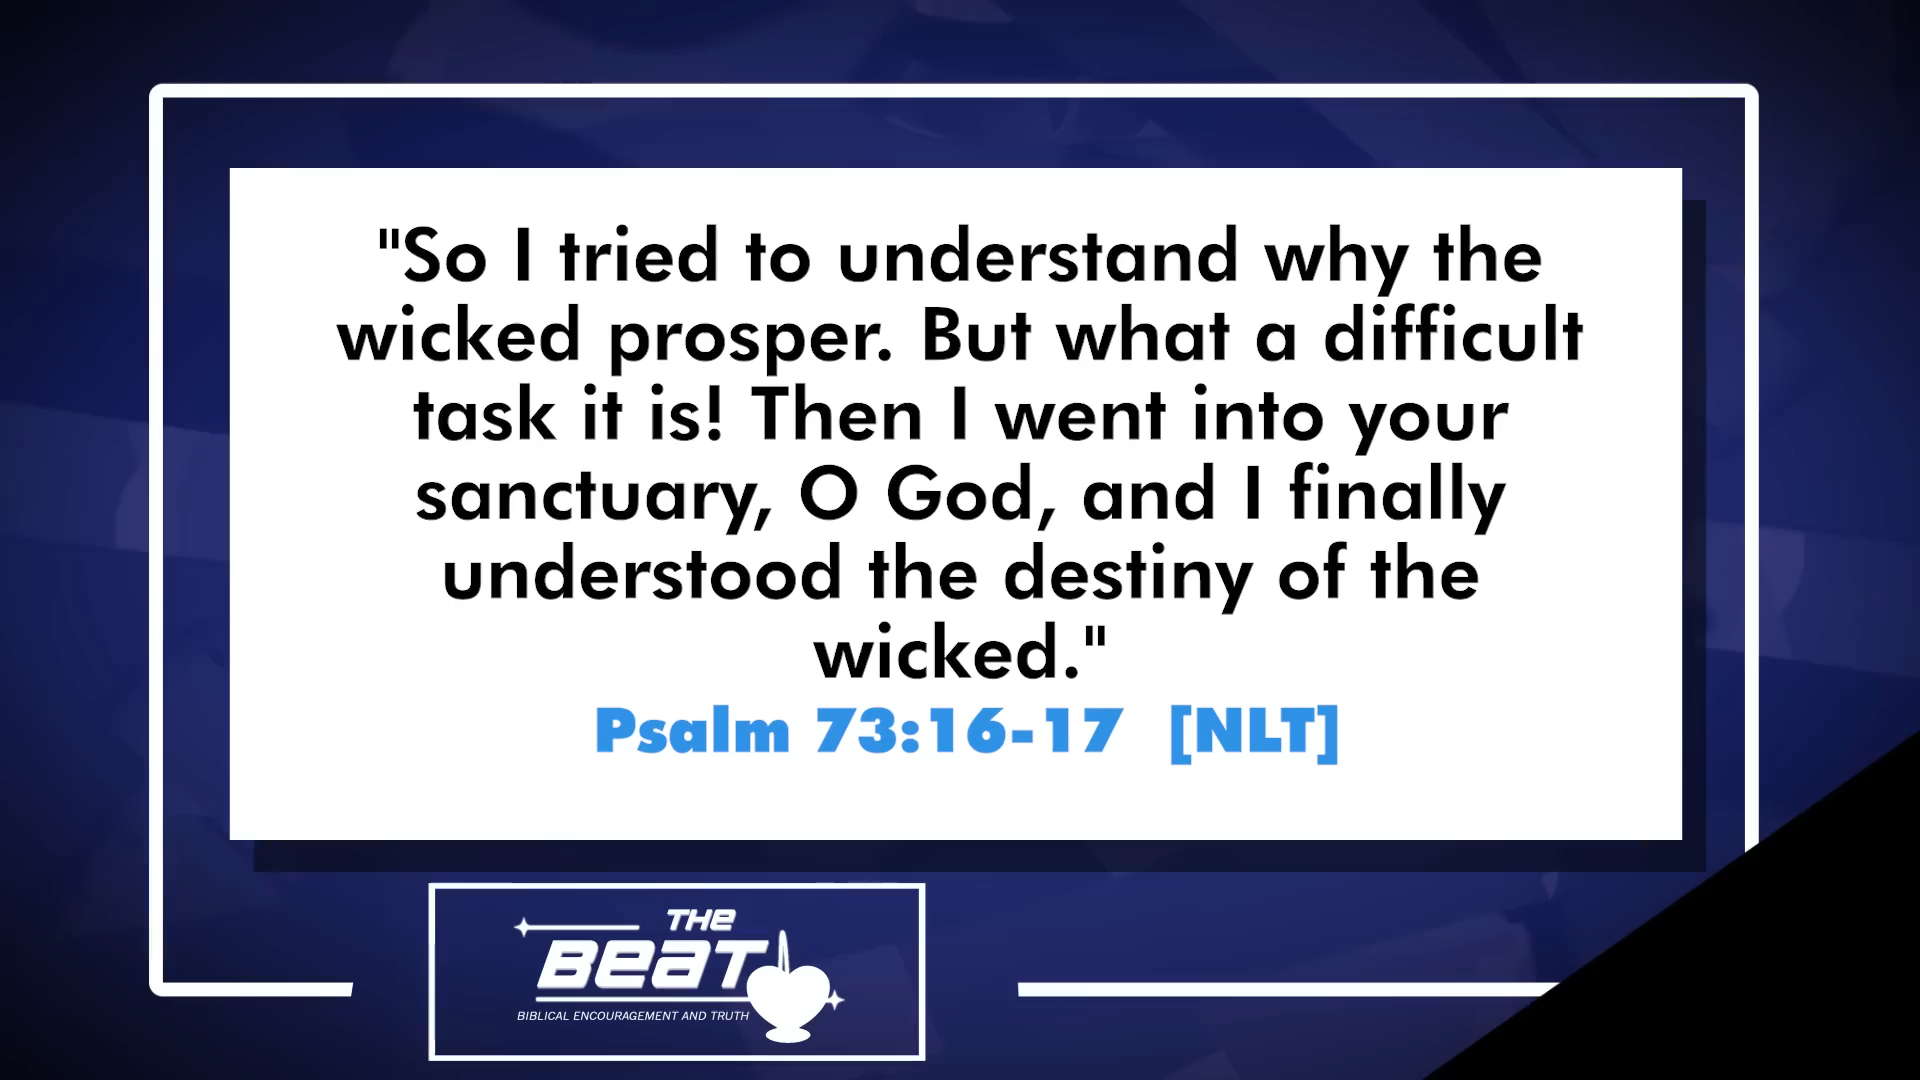 "So I tried to understand why the
wicked prosper. But what a difficult
task it is! Then I went into your
sanctuary, O God, and I finally
understood the destiny of the
wicked."
Psalm 73:16-17 [NLT]
THE
BEAT
BIBLICAL ENCOURAGEMENT AND TRUTH